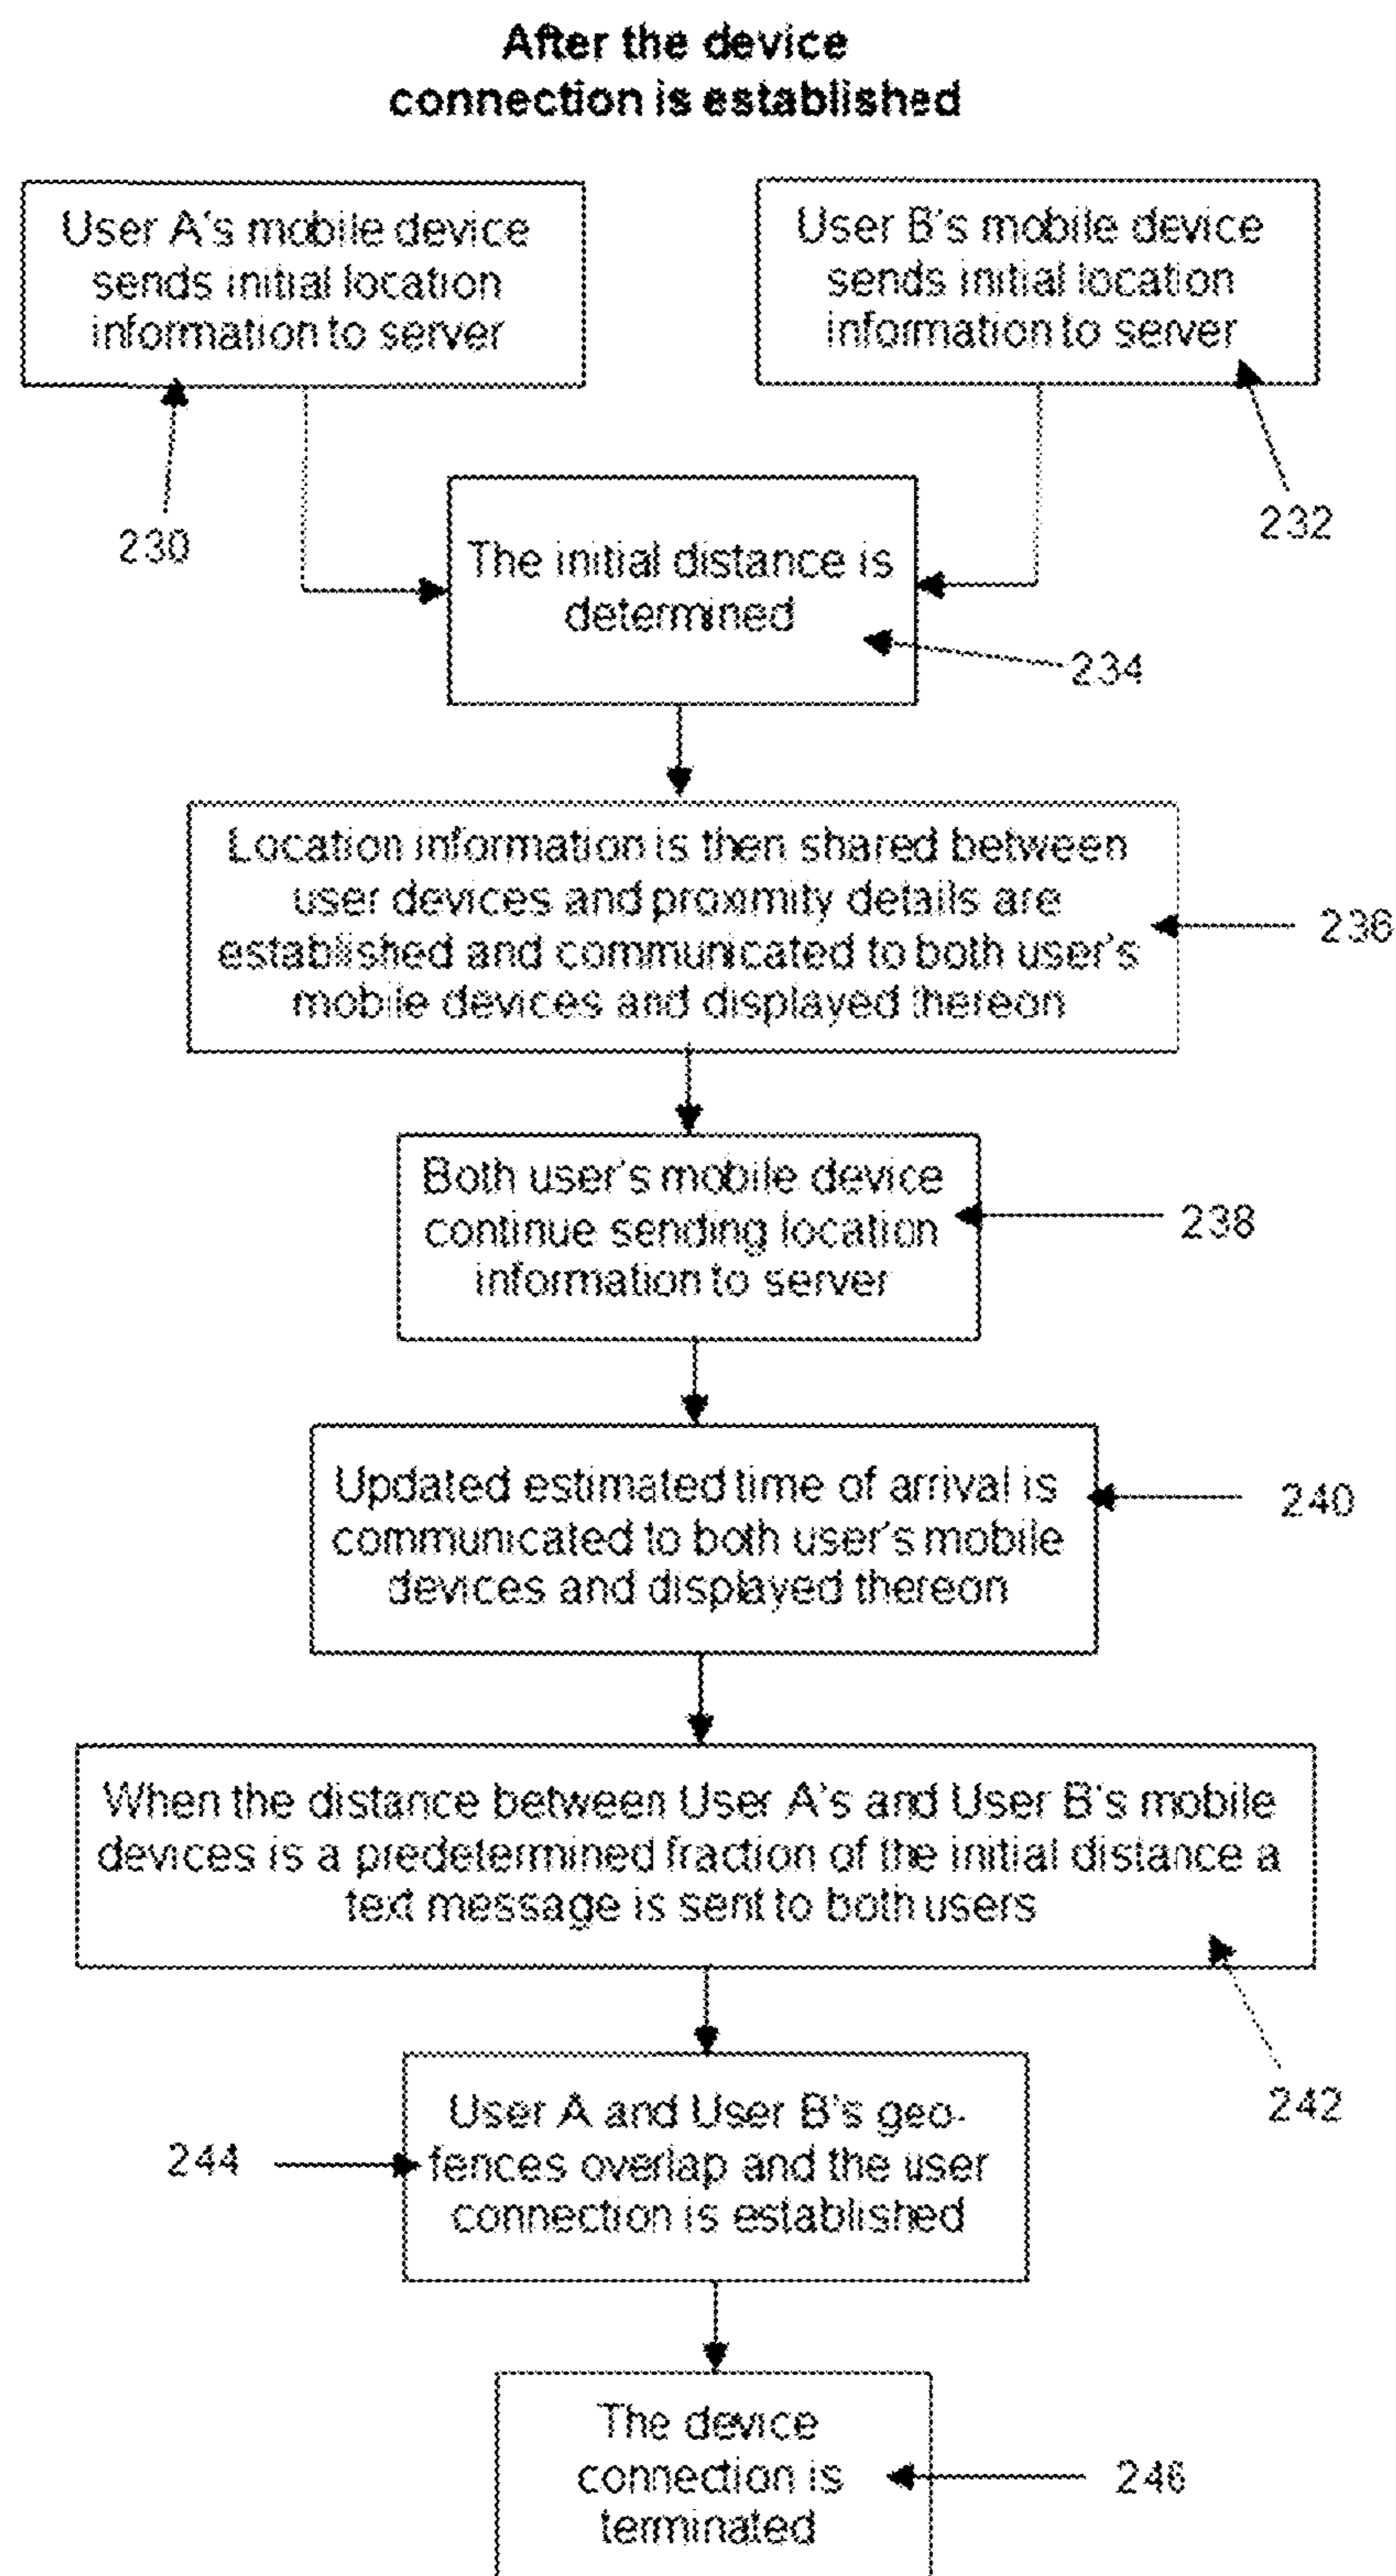 After the device
connection is established
User A's mobile device
sends initial location
information to server
User B's mobile device
sends initial location
information to server
230
232
The initial distance is
determined
234
Location information is then shared between
user devices and proximity details are
established and communicated to both user's
mobile devices and displayed thereon
236
Both user's mobile device
continue sending location
information to server
238
Updated estimated time of arrival is
communicated to both user's mobile
devices and displayed thereon
240
When the distance between User A's and User B's mobile
devices is a predetermined fraction of the initial distance a
text message is sent to both users
242
User A and User B's geo-
fences overlap and the user
connection is established
244
The device
connection is
terminated
246